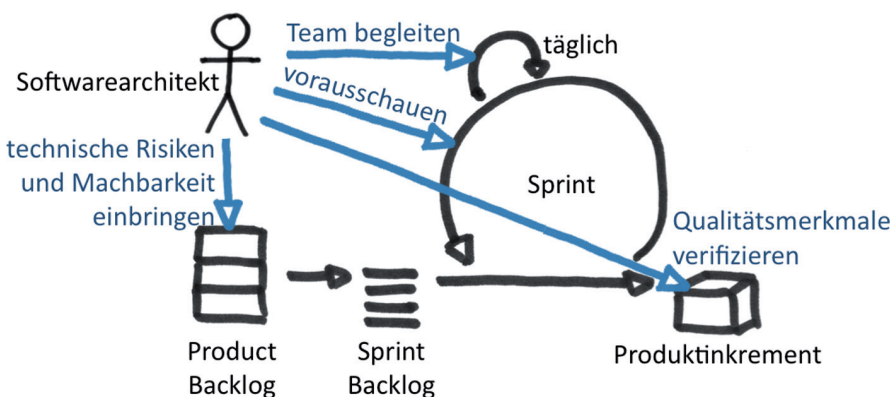 Team begleiten
täglich
Softwarearchitekt
vorausschauen
technische Risiken
und Machbarkeit
einbringen
Sprint
Qualitätsmerkmale
verifizieren
Product
Backlog
Sprint
Backlog
Produktinkrement